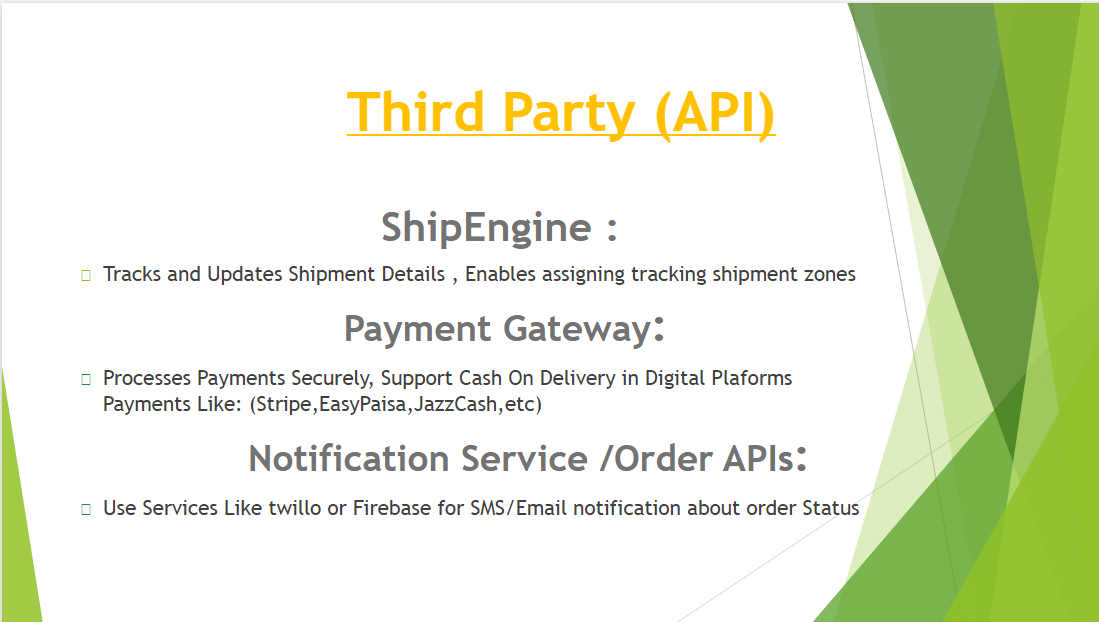 Third Party (API)
ShipEngine :
Tracks and Updates Shipment Details , Enables assigning tracking shipment zones
Payment Gateway:
Processes Payments Securely, Support Cash On Delivery in Digital Plaforms
Payments Like: (Stripe,EasyPaisa,JazzCash,etc)
Notification Service /Order APIs:
Use Services Like twillo or Firebase for SMS/Email notification about order Status